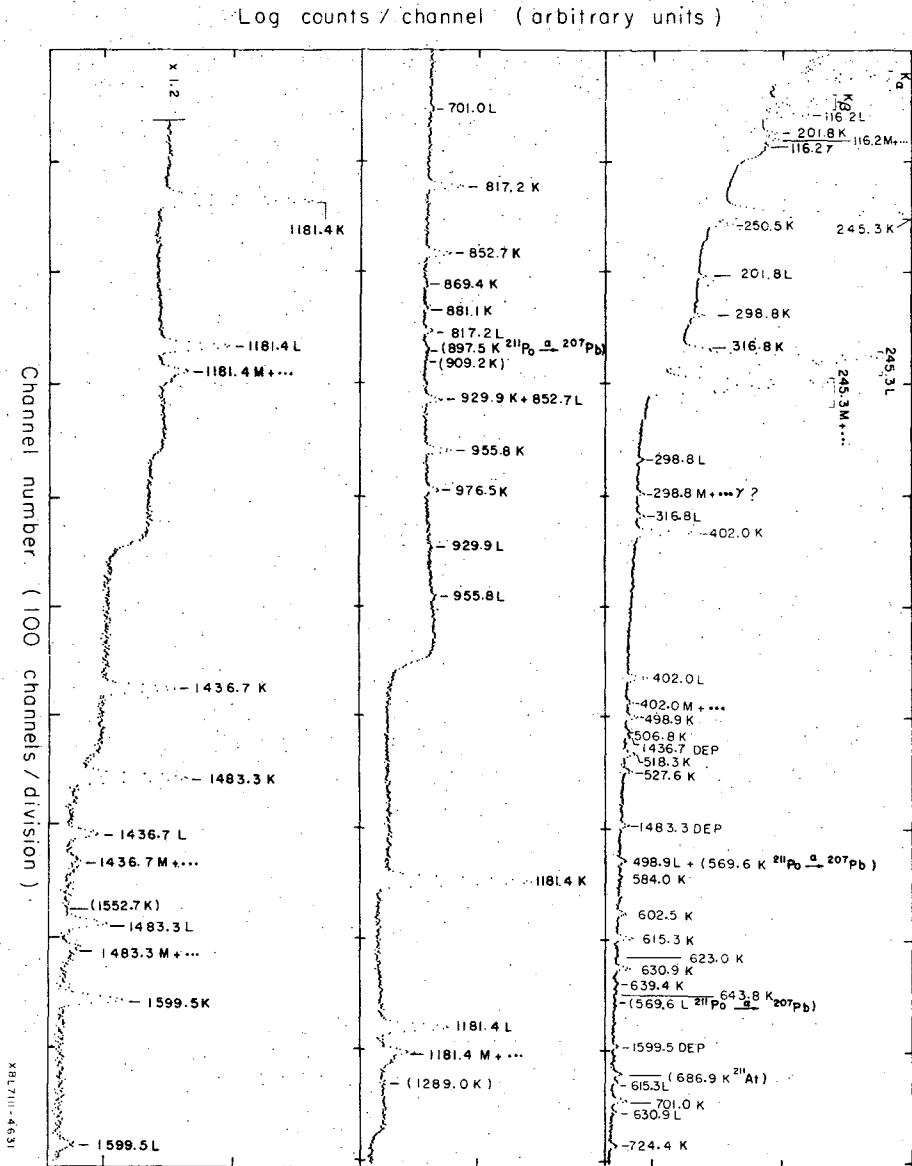 Log counts / channel (arbitrary units)
x 1.2
1181.4 K
1181.4 L
1181.4 M + •••
1436.7 K
1483.3 K
1436.7 L
1436.7 M + •••
(1552.7 K)
1483.3 L
1483.3 M + •••
1599.5 K
1599.5 L
701.0 L
817.2 K
852.7 K
869.4 K
881.1 K
817.2 L
(897.5 K ²¹¹Po α→ ²⁰⁷Pb)
(909.2 K)
929.9 K + 852.7 L
955.8 K
976.5 K
929.9 L
955.8 L
1181.4 K
1181.4 L
1181.4 M + •••
(1289.0 K)
Kα
Kβ
116.2 L
201.8 K
116.2 M + •••
116.2 γ
245.3 K
250.5 K
201.8 L
298.8 K
316.8 K
245.3 L
245.3 M + •••
298.8 L
298.8 M + ••• γ ?
316.8 L
402.0 K
402.0 L
402.0 M + •••
498.9 K
506.8 K
1436.7 DEP
518.3 K
527.6 K
1483.3 DEP
498.9 L + (569.6 K ²¹¹Po α→ ²⁰⁷Pb)
584.0 K
602.5 K
615.3 K
623.0 K
630.9 K
639.4 K
643.8 K
(569.6 L ²¹¹Po α→ ²⁰⁷Pb)
1599.5 DEP
(686.9 K ²¹¹At)
615.3 L
701.0 K
630.9 L
724.4 K
Channel number (100 channels / division)
XBL7111-4631